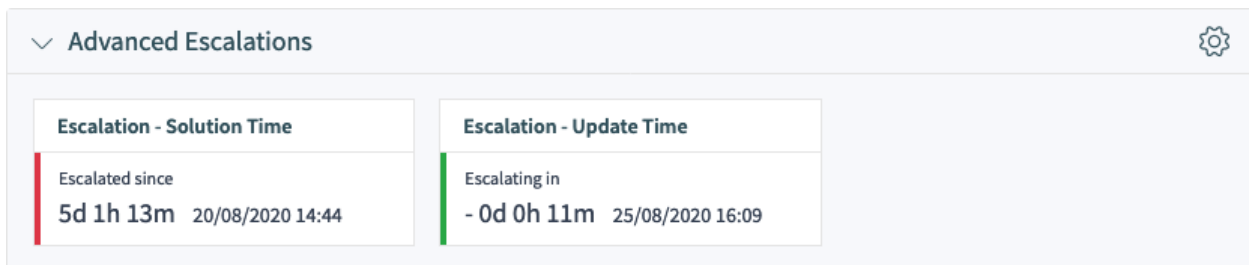 Advanced Escalations
Escalation - Solution Time
Escalated since
5d 1h 13m 20/08/2020 14:44
Escalation - Update Time
Escalating in
- 0d 0h 11m 25/08/2020 16:09